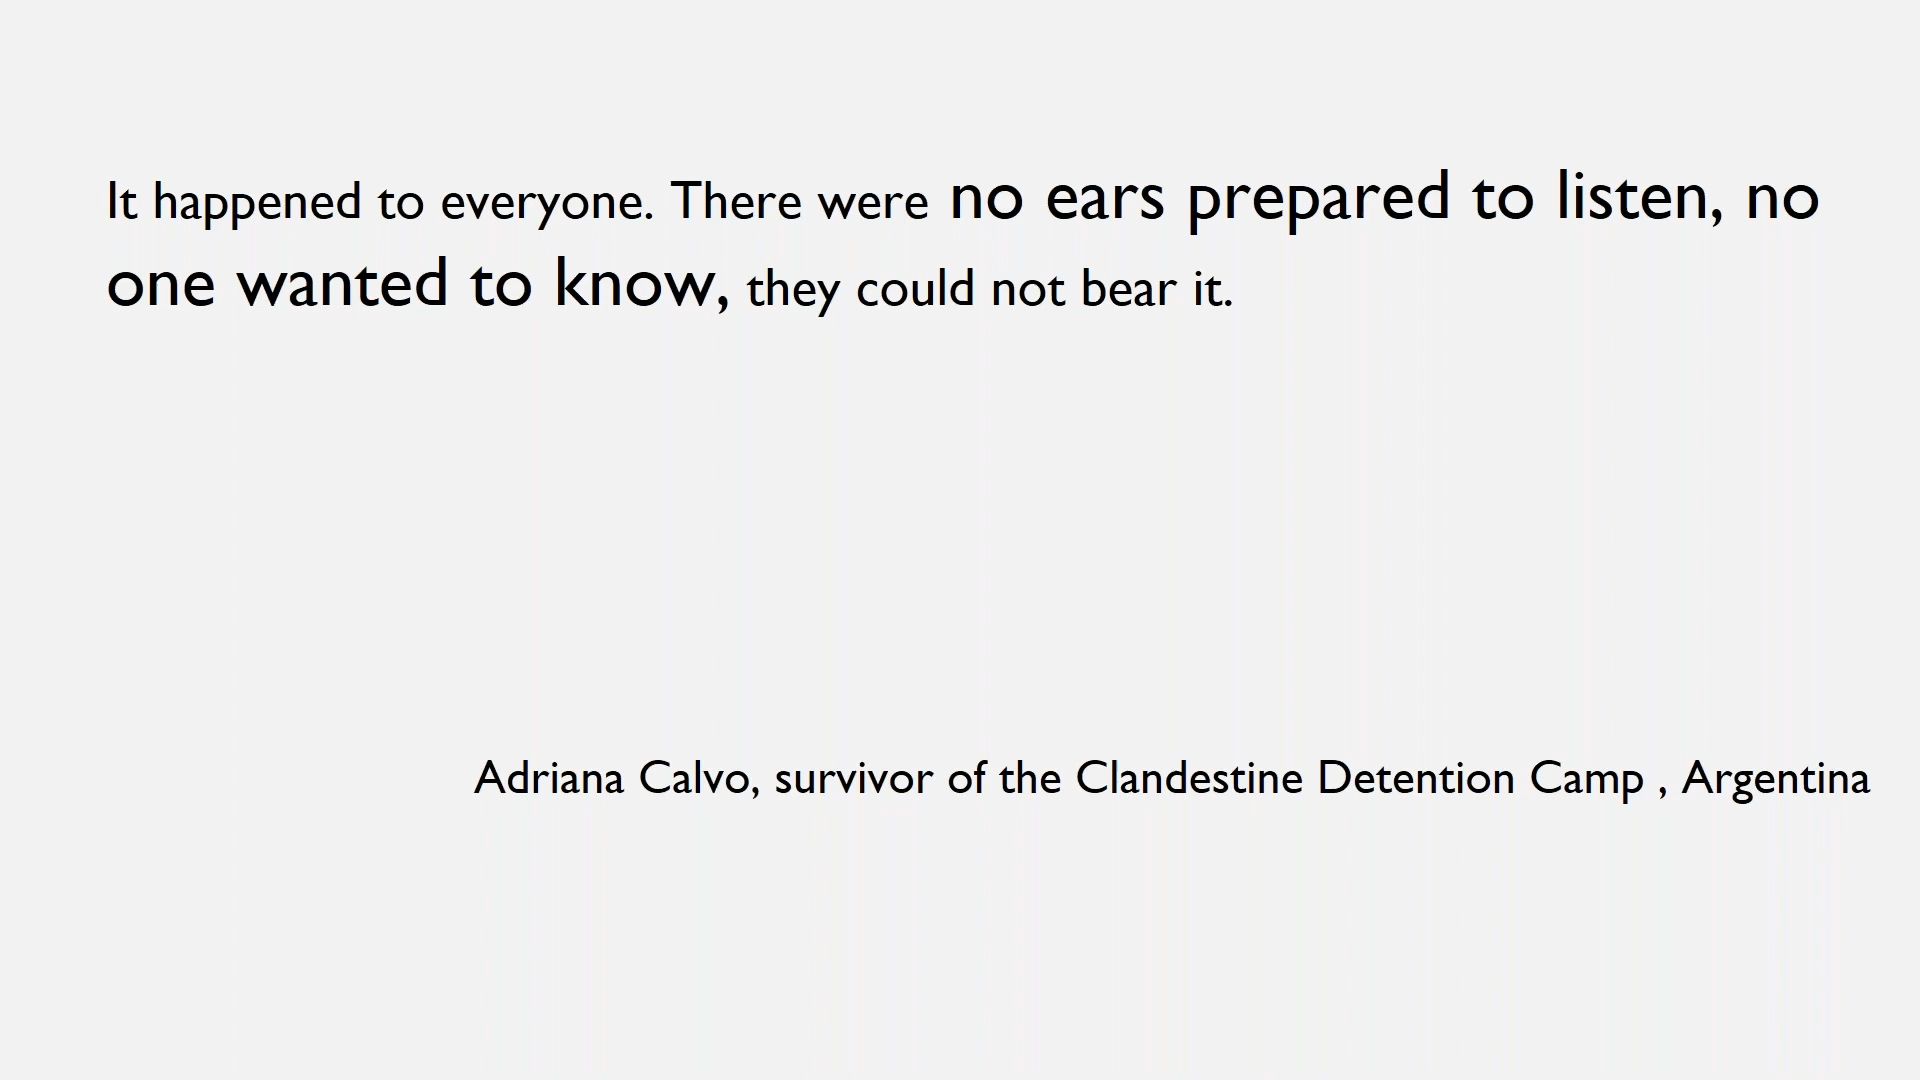 It happened to everyone. There were no ears prepared to listen, no
one wanted to know, they could not bear it.
Adriana Calvo, survivor of the Clandestine Detention Camp , Argentina